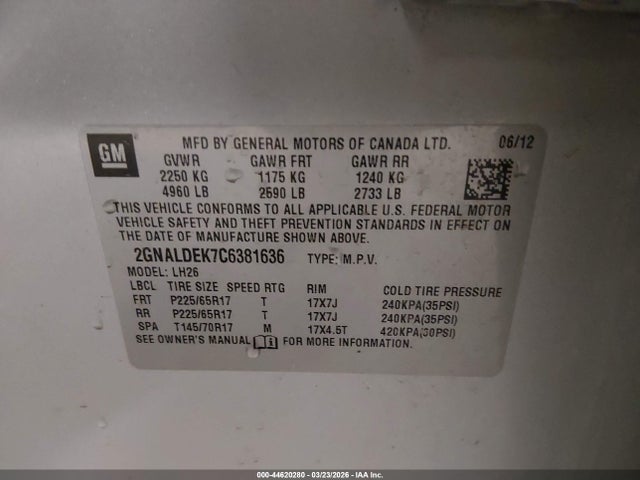 GM
MFD BY GENERAL MOTORS OF CANADA LTD. 06/12
GVWR GAWR FRT GAWR RR
2250 KG 1175 KG 1240 KG
4960 LB 2590 LB 2733 LB
THIS VEHICLE CONFORMS TO ALL APPLICABLE U.S. FEDERAL MOTOR
VEHICLE SAFETY AND THEFT PREVENTION STANDARDS IN EFFECT ON
THE DATE OF MANUFACTURE SHOWN ABOVE.
2GNALDEK7C6381636 TYPE: M.P.V.
MODEL: LH26
LBCL TIRE SIZE SPEED RTG RIM COLD TIRE PRESSURE
FRT P225/65R17 T 17X7J 240KPA(35PSI)
RR P225/65R17 T 17X7J 240KPA(35PSI)
SPA T145/70R17 M 17X4.5T 420KPA(60PSI)
SEE OWNER'S MANUAL FOR MORE INFORMATION.
000-44620280 - 03/23/2026 - IAA Inc.